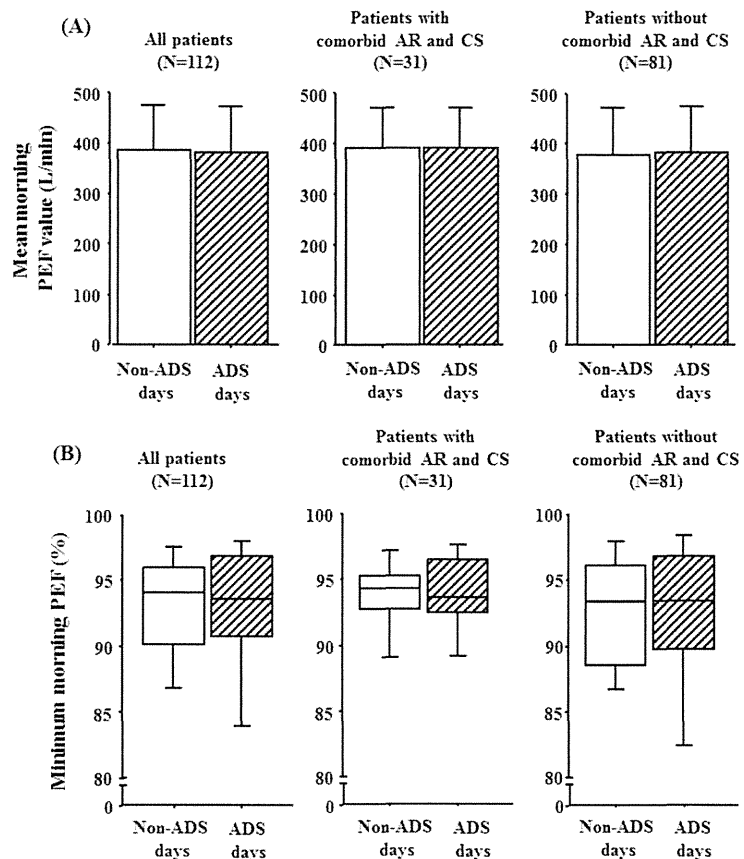 (A)
All patients
(N=112)
Patients with
comorbid AR and CS
(N=31)
Patients without
comorbid AR and CS
(N=81)
Mean morning
PEF value (L/min)
500
400
300
200
100
0
Non-ADS
days
ADS
days
500
400
300
200
100
0
Non-ADS
days
ADS
days
500
400
300
200
100
0
Non-ADS
days
ADS
days
(B)
All patients
(N=112)
Patients with
comorbid AR and CS
(N=31)
Patients without
comorbid AR and CS
(N=81)
Minimum morning PEF (%)
100
95
90
85
80
0
Non-ADS
days
ADS
days
100
95
90
85
80
0
Non-ADS
days
ADS
days
100
95
90
85
80
0
Non-ADS
days
ADS
days